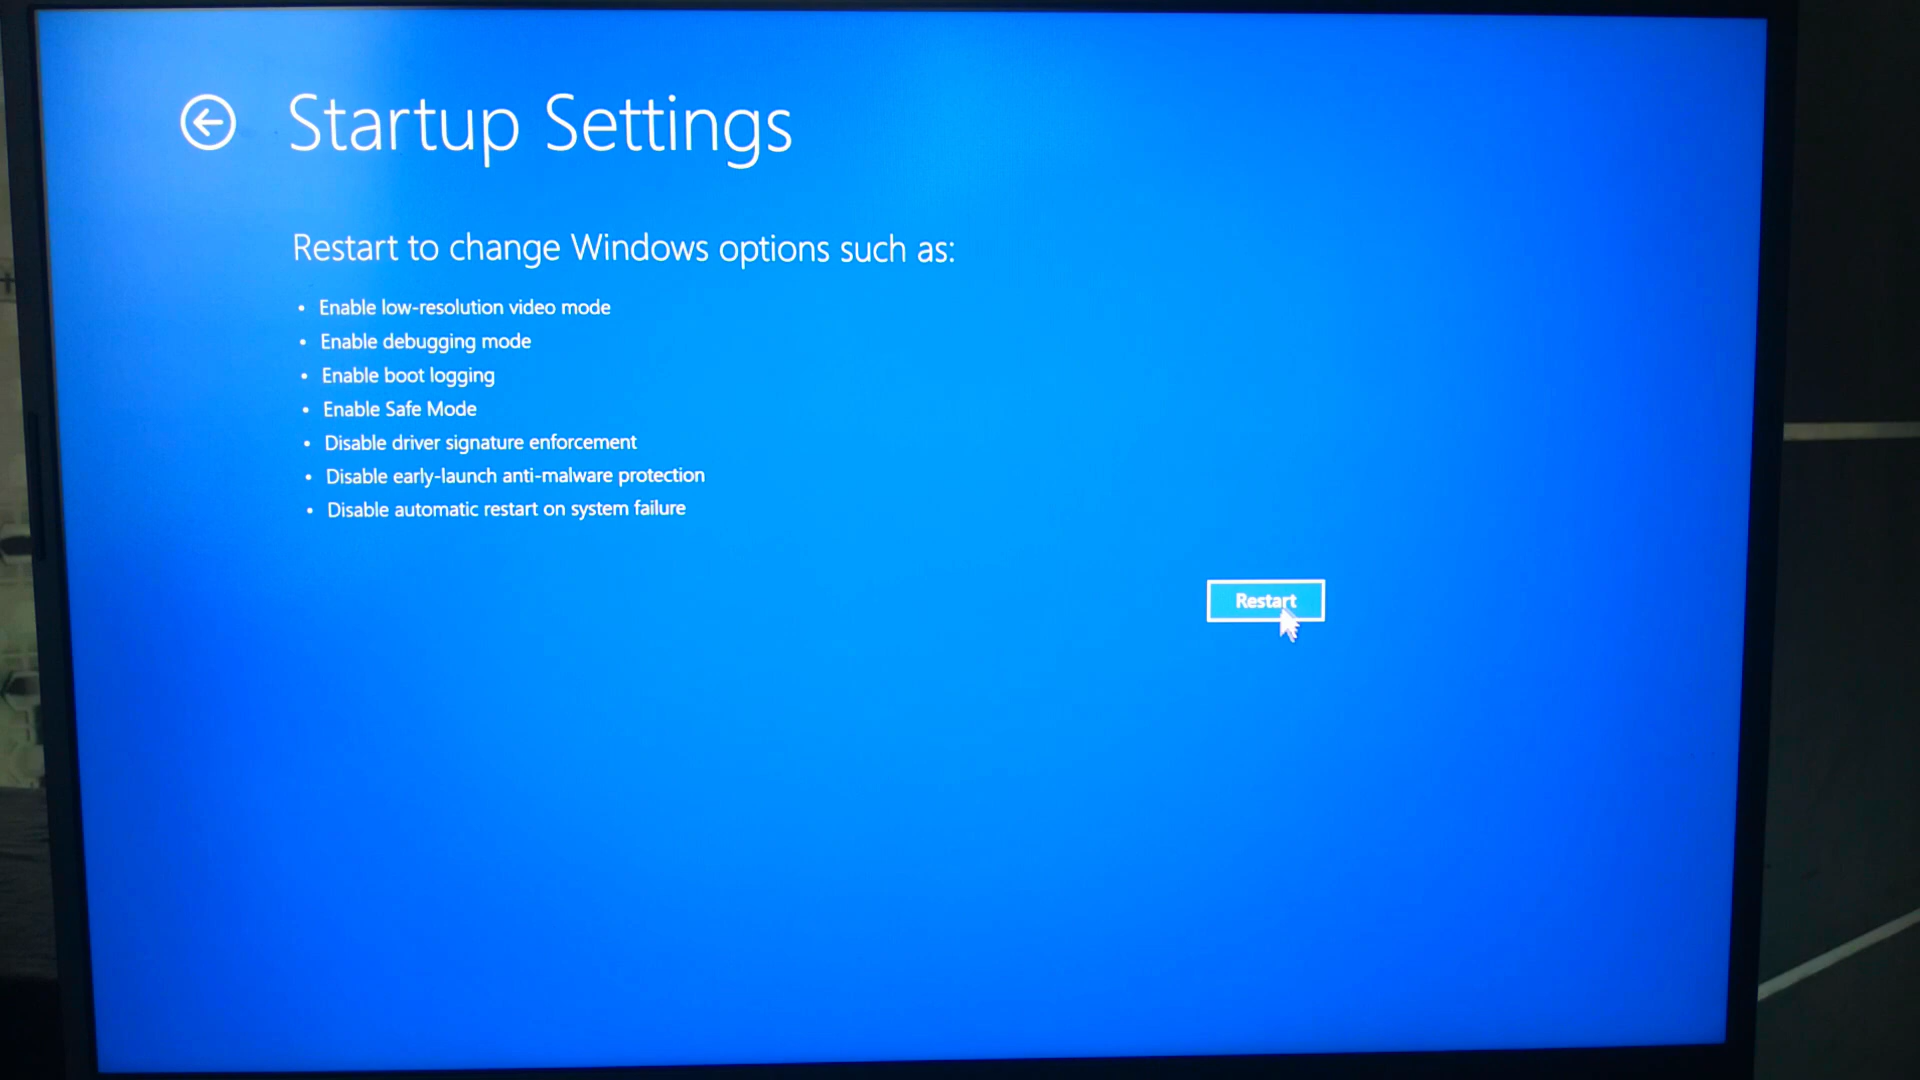 Startup Settings
Restart to change Windows options such as:
• Enable low-resolution video mode
• Enable debugging mode
• Enable boot logging
• Enable Safe Mode
• Disable driver signature enforcement
• Disable early-launch anti-malware protection
• Disable automatic restart on system failure
Restart